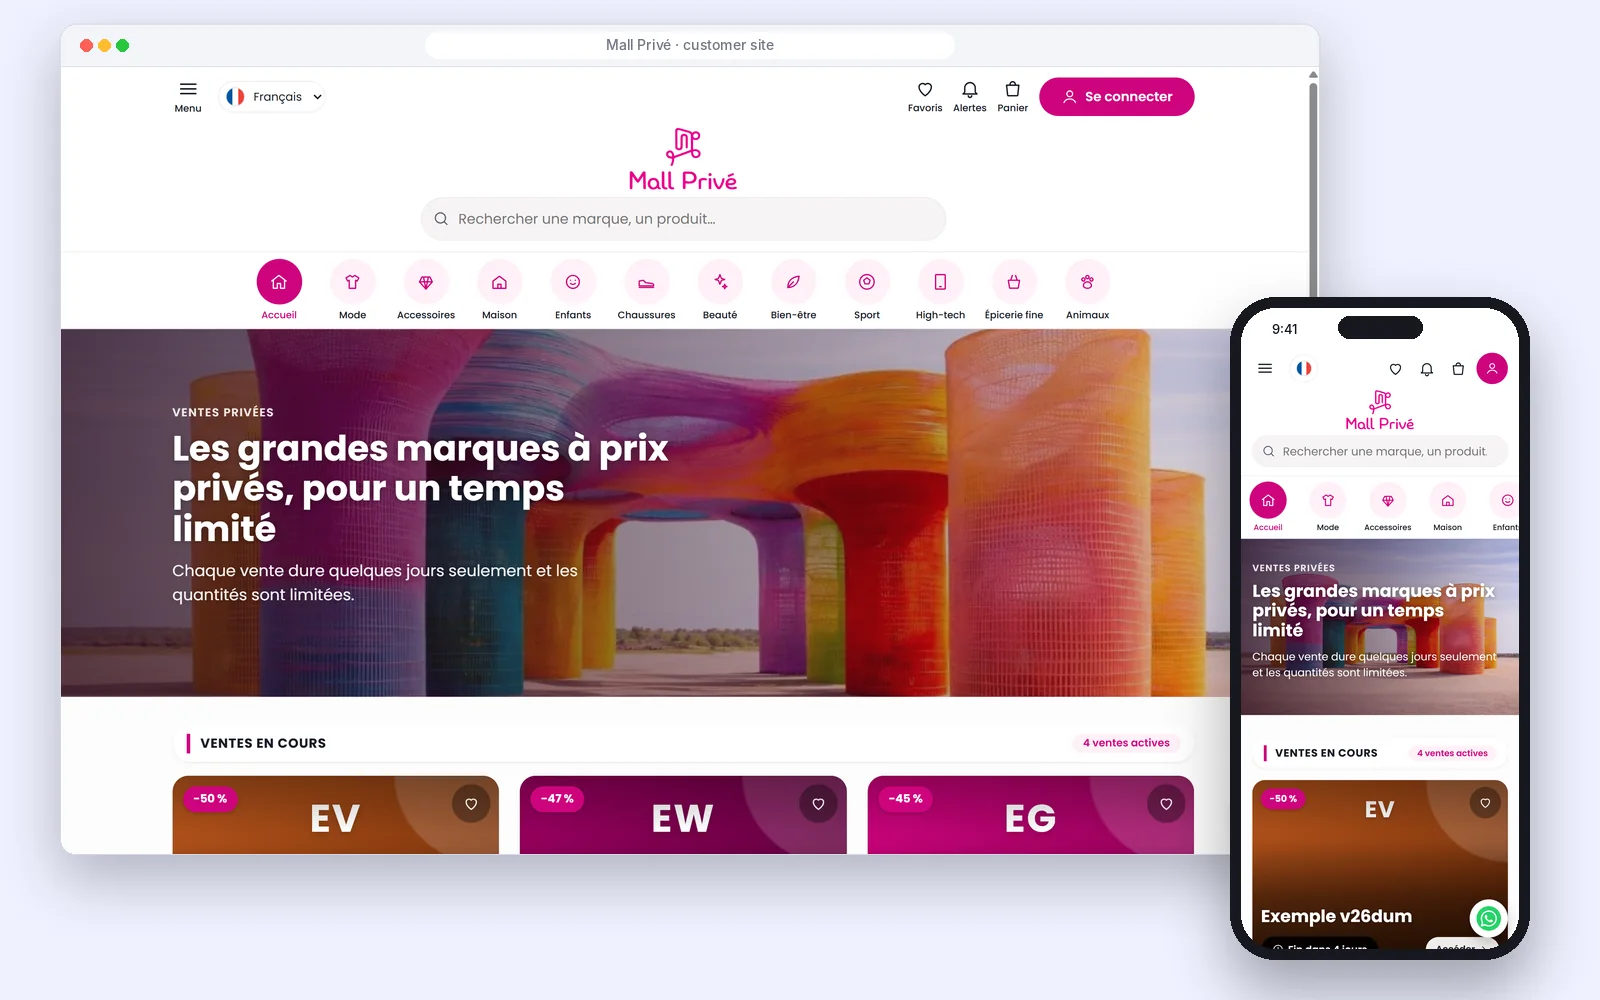 Mall Privé · customer site
Menu
Français
Favoris
Alertes
Panier
Se connecter
Mall Privé
Rechercher une marque, un produit...
Accueil
Mode
Accessoires
Maison
Enfants
Chaussures
Beauté
Bien-être
Sport
High-tech
Épicerie fine
Animaux
VENTES PRIVÉES
Les grandes marques à prix
privés, pour un temps
limité
Chaque vente dure quelques jours seulement et les
quantités sont limitées.
VENTES EN COURS
4 ventes actives
-50 %
EV
-47 %
EW
-45 %
EG
9:41
Mall Privé
Rechercher une marque, un produit
Accueil
Mode
Accessoires
Maison
Enfant
VENTES PRIVÉES
Les grandes marques à prix
privés, pour un temps
limité
Chaque vente dure quelques jours seulement
et les quantités sont limitées.
VENTES EN COURS
4 ventes actives
-50 %
EV
Exemple v26dum
Fin dans 4 jours
Accéder